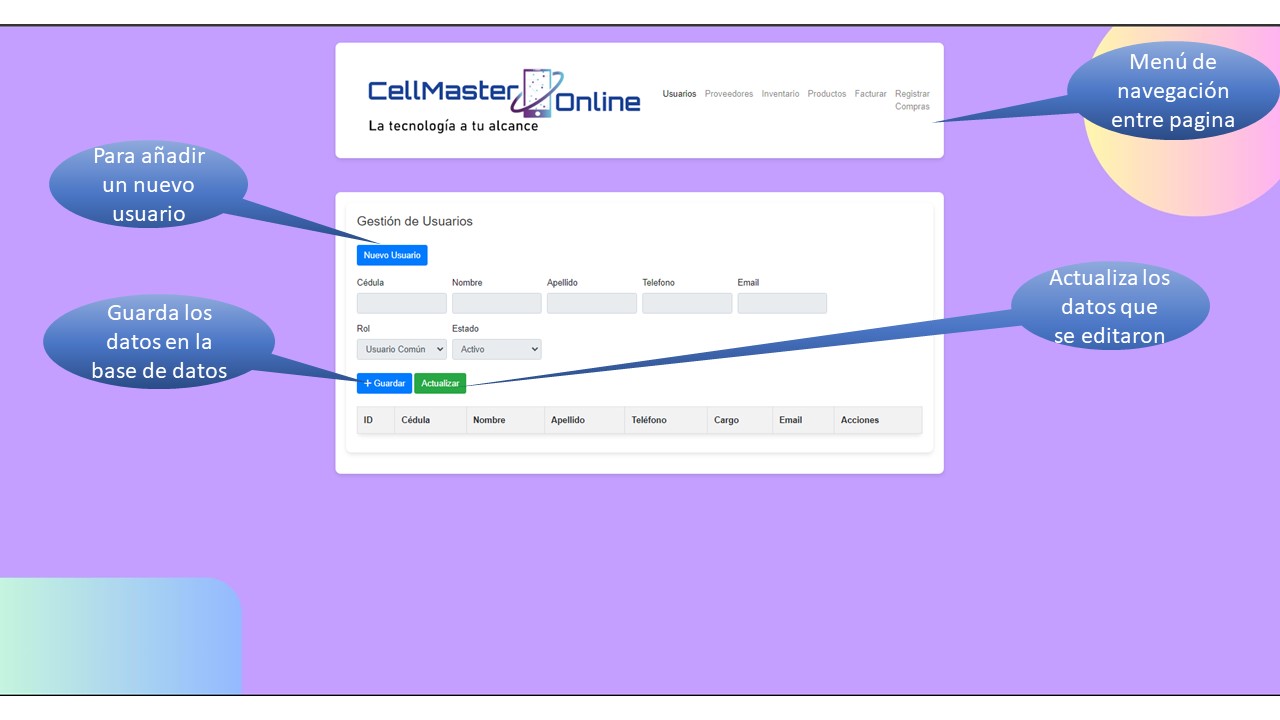 CellMaster Online
La tecnología a tu alcance
Usuarios Proveedores Inventario Productos Facturar Registrar
Compras
Menú de
navegación
entre pagina
Para añadir
un nuevo
usuario
Gestión de Usuarios
Nuevo Usuario
Cédula Nombre Apellido Telefono Email
Rol Estado
Usuario Común Activo
Guarda los
datos en la
base de datos
Actualiza los
datos que
se editaron
+ Guardar Actualizar
ID Cédula Nombre Apellido Teléfono Cargo Email Acciones